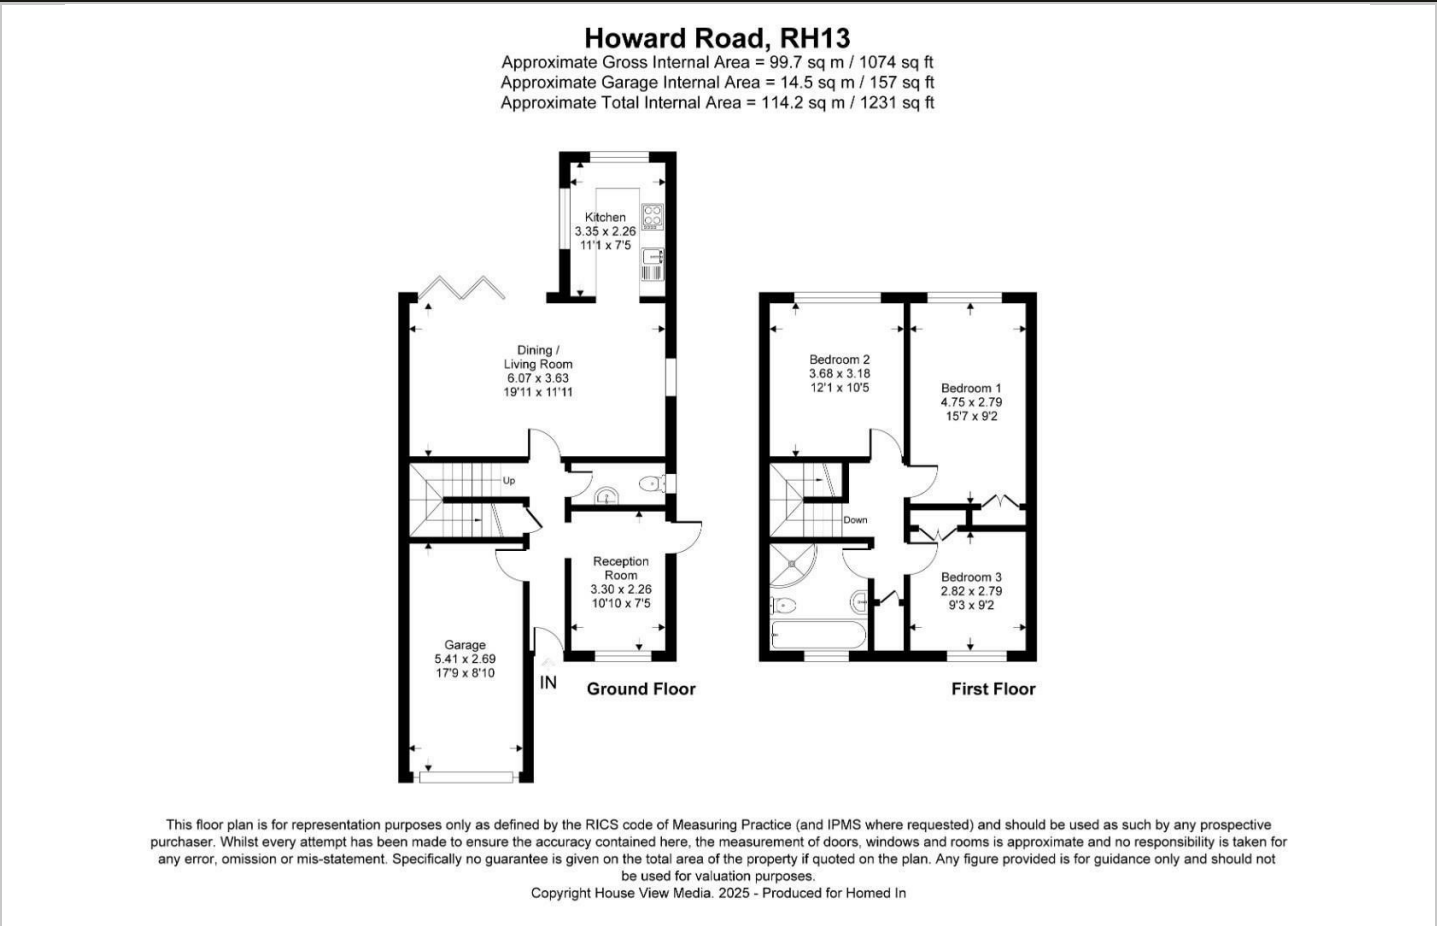 Howard Road, RH13
Approximate Gross Internal Area = 99.7 sq m / 1074 sq ft
Approximate Garage Internal Area = 14.5 sq m / 157 sq ft
Approximate Total Internal Area = 114.2 sq m / 1231 sq ft
Kitchen
3.35 x 2.26
11'1 x 7'5
Dining /
Living Room
6.07 x 3.63
19'11 x 11'11
Up
Reception
Room
3.30 x 2.26
10'10 x 7'5
Garage
5.41 x 2.69
17'9 x 8'10
IN
Ground Floor
Bedroom 2
3.68 x 3.18
12'1 x 10'5
Bedroom 1
4.75 x 2.79
15'7 x 9'2
Down
Bedroom 3
2.82 x 2.79
9'3 x 9'2
First Floor
This floor plan is for representation purposes only as defined by the RICS code of Measuring Practice (and IPMS where requested) and should be used as such by any prospective
purchaser. Whilst every attempt has been made to ensure the accuracy contained here, the measurement of doors, windows and rooms is approximate and no responsibility is taken for
any error, omission or mis-statement. Specifically no guarantee is given on the total area of the property if quoted on the plan. Any figure provided is for guidance only and should not
be used for valuation purposes.
Copyright House View Media. 2025 - Produced for Homed In